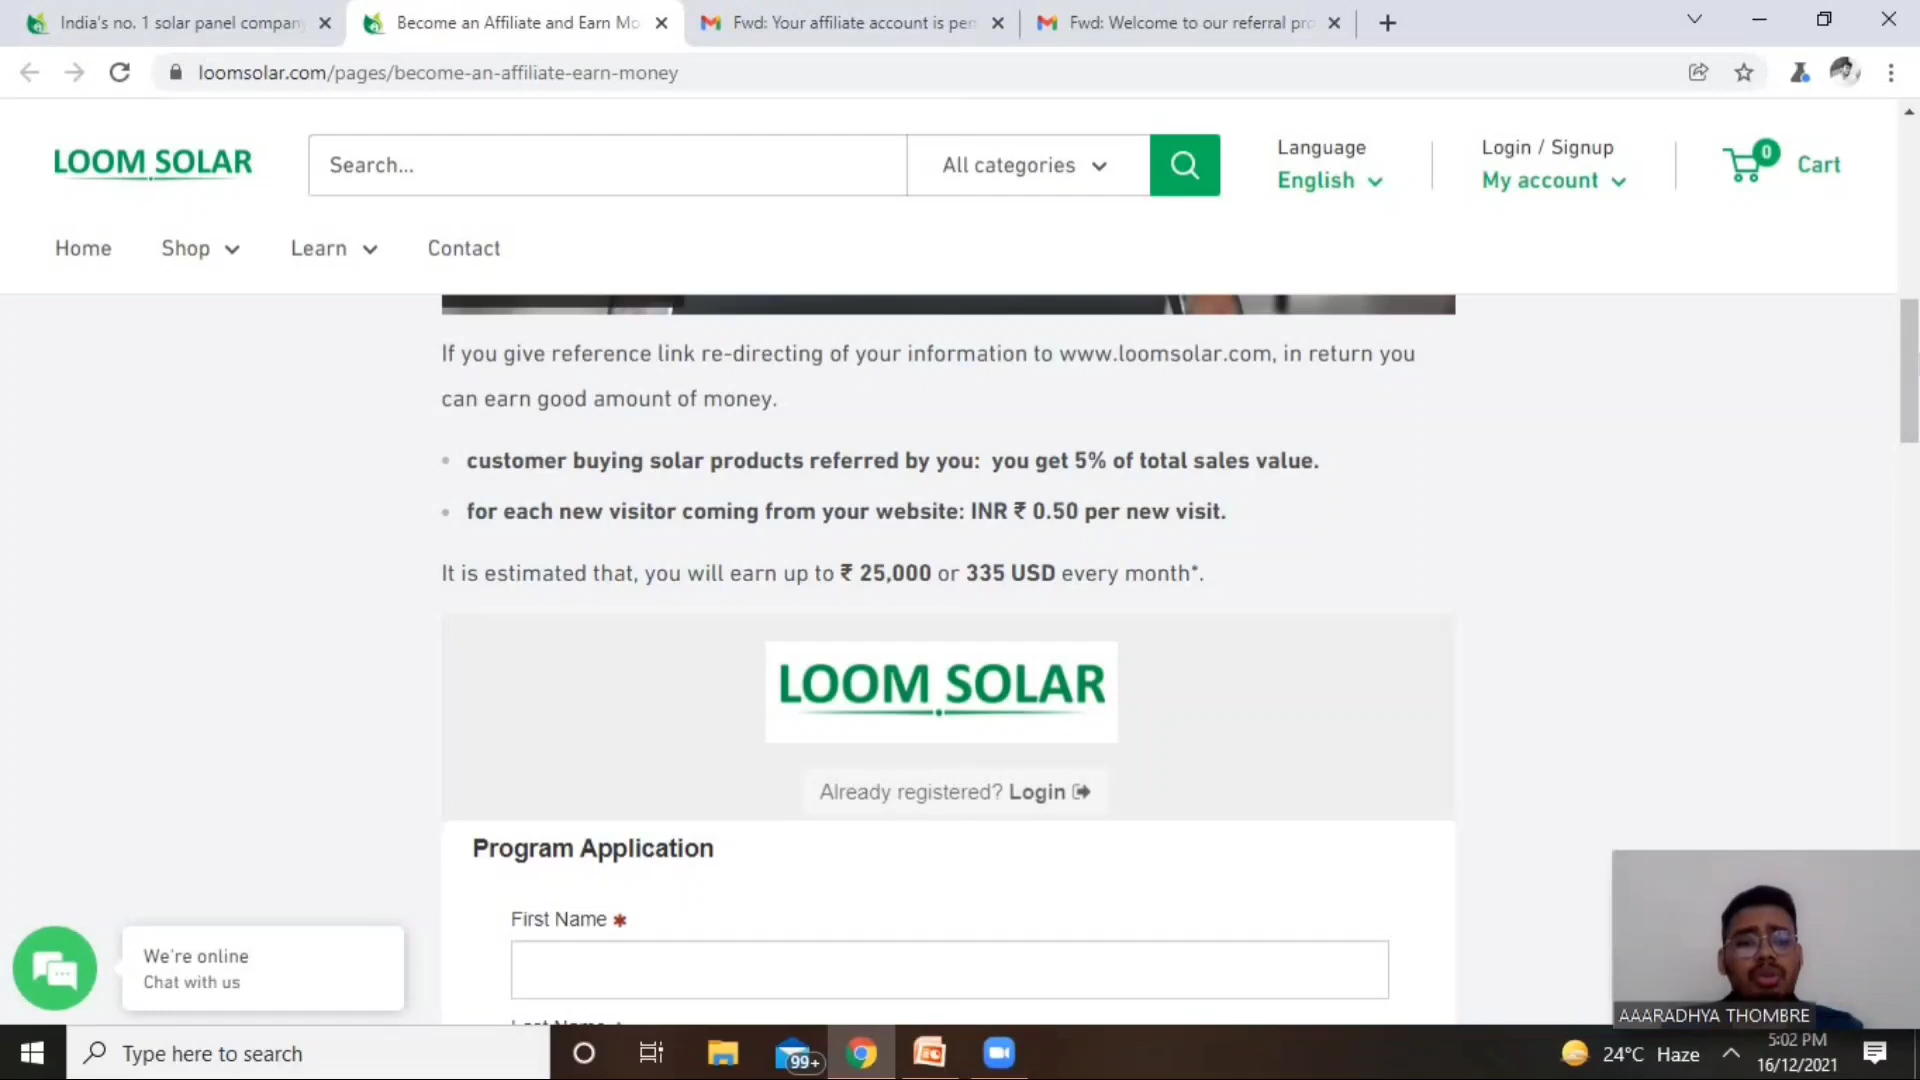 India's no. 1 solar panel company
Become an Affiliate and Earn Mo
Fwd: Your affiliate account is pen
Fwd: Welcome to our referral pro
loomsolar.com/pages/become-an-affiliate-earn-money
LOOM SOLAR
Search...
All categories
Language
English
Login / Signup
My account
0
Cart
Home
Shop
Learn
Contact
If you give reference link re-directing of your information to www.loomsolar.com, in return you
can earn good amount of money.
customer buying solar products referred by you: you get 5% of total sales value.
for each new visitor coming from your website: INR ₹ 0.50 per new visit.
It is estimated that, you will earn up to ₹ 25,000 or 335 USD every month*.
LOOM SOLAR
Already registered? Login
Program Application
First Name *
We're online
Chat with us
AAARADHYA THOMBRE
Type here to search
99+
24°C Haze
5:02 PM
16/12/2021